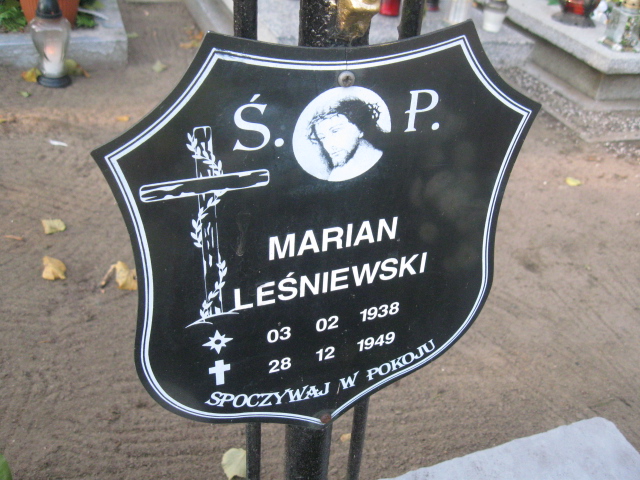 Ś. P.
MARIAN
LEŚNIEWSKI
03 02 1938
28 12 1949
SPOCZYWAJ W POKOJU